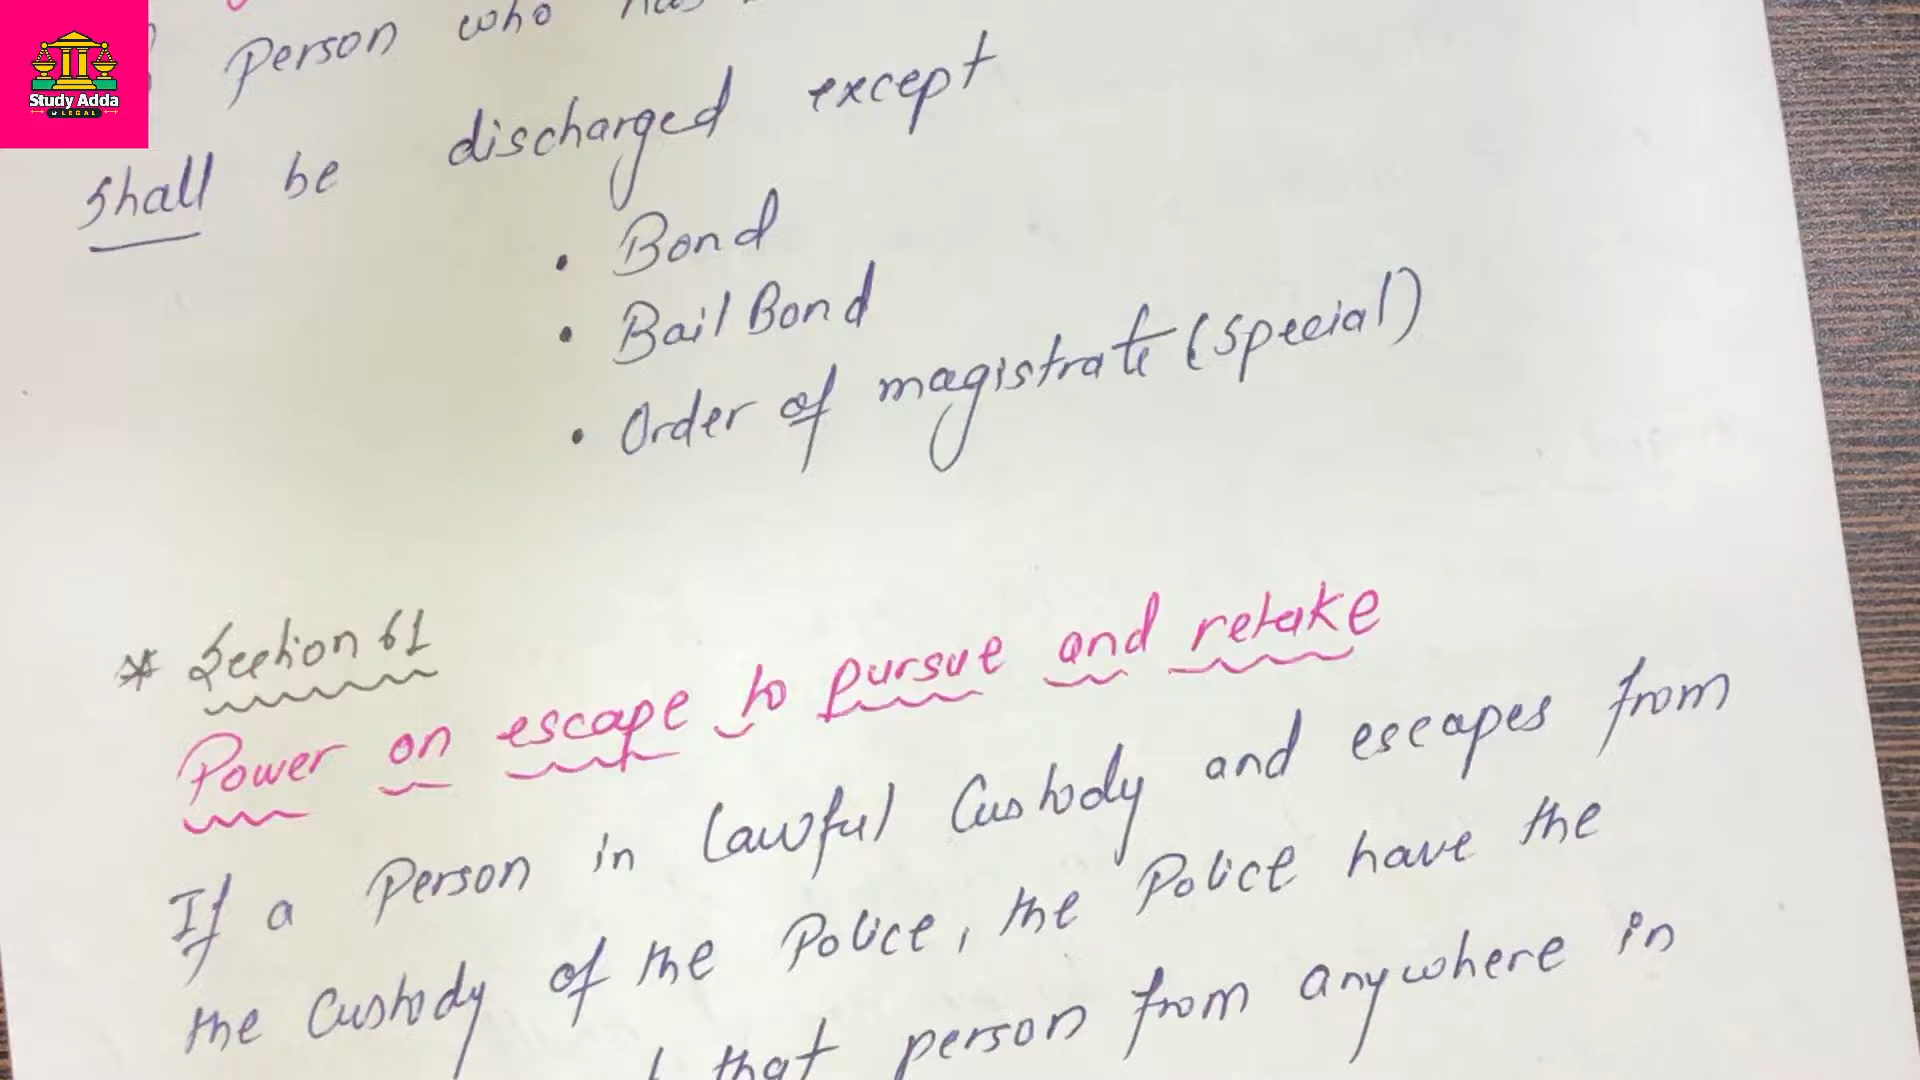 Study Adda
LEGAL
Person who
shall be discharged except
• Bond
• Bail Bond
• Order of magistrate (special)
* Section 61
Power on escape to pursue and retake
If a Person in Lawful Custody and escapes from
the Custody of the Police, the Police have the
that person from anywhere in